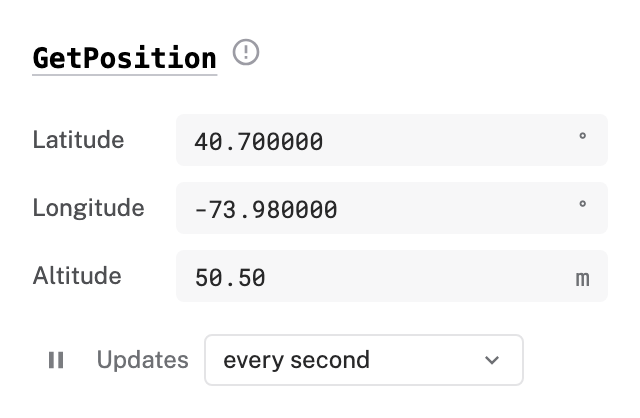 GetPosition
Latitude 40.700000 °
Longitude -73.980000 °
Altitude 50.50 m
Updates every second